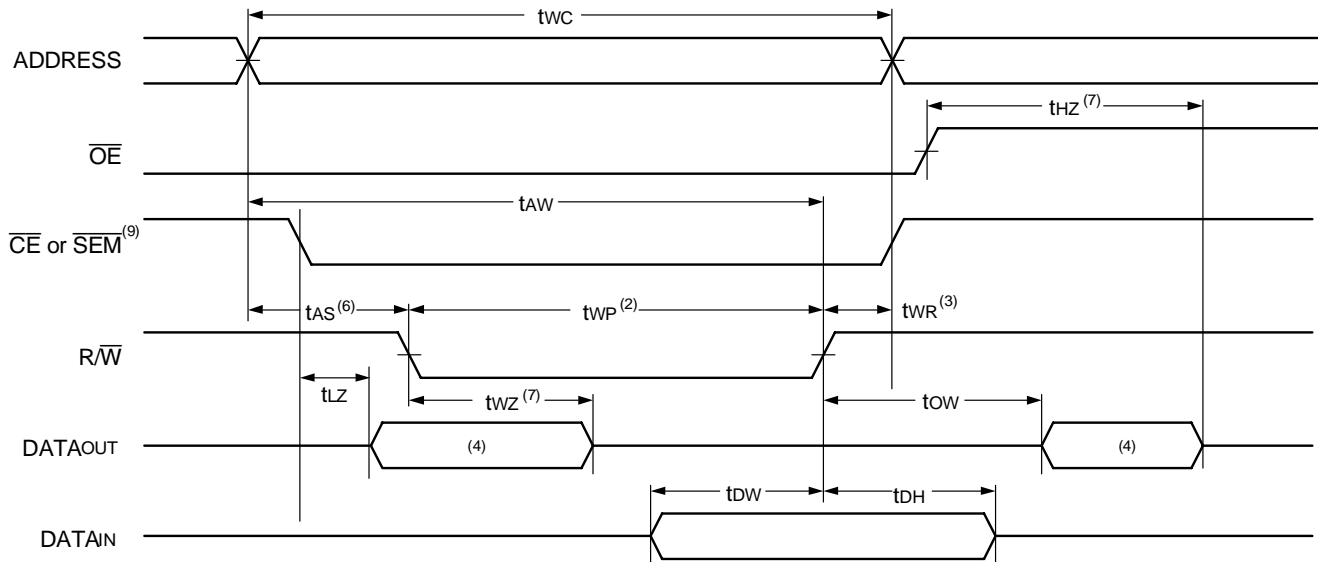 tWC
ADDRESS
tHZ (7)
OE
tAW
CE or SEM (9)
tAS (6)
tWP (2)
tWR (3)
R/W
tLZ
tWZ (7)
tOW
DATAOUT
(4)
(4)
tDW
tDH
DATAIN